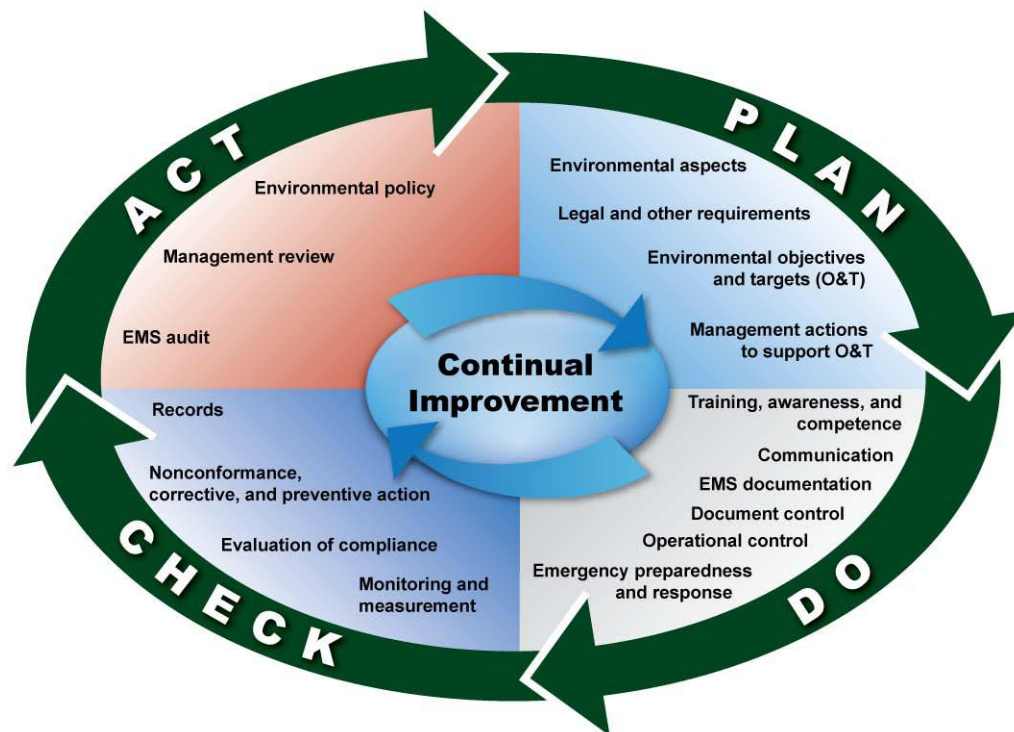 ACT
PLAN
Environmental policy
Management review
EMS audit
Environmental aspects
Legal and other requirements
Environmental objectives
and targets (O&T)
Management actions
to support O&T
Continual
Improvement
Records
Nonconformance,
corrective, and preventive action
Evaluation of compliance
Monitoring and
measurement
Training, awareness, and
competence
Communication
EMS documentation
Document control
Operational control
Emergency preparedness
and response
CHECK
DO